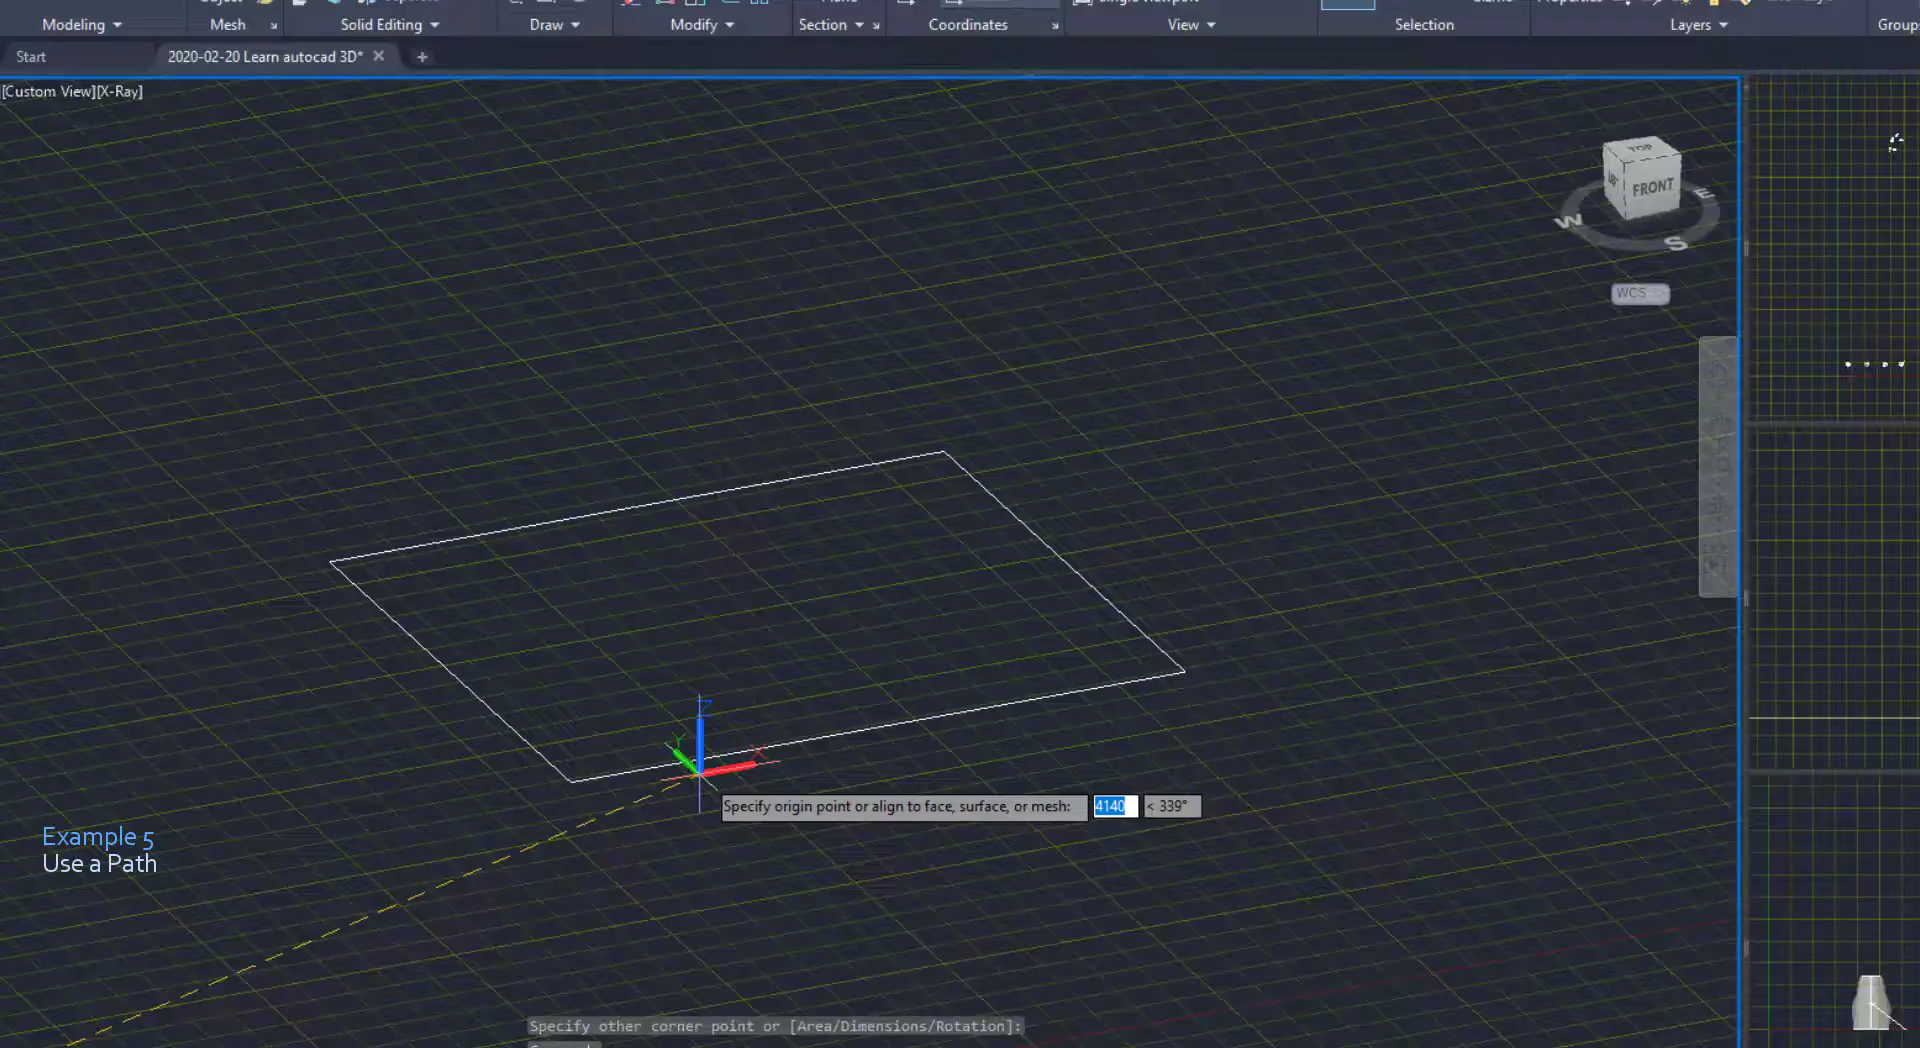 Modeling
Mesh
Solid Editing
Draw
Modify
Section
Coordinates
View
Selection
Layers
Groups
Start
2020-02-20 Learn autocad 3D*
[Custom View][X-Ray]
TOP
FRONT
W
S
E
WCS
Z
Y
X
Specify origin point or align to face, surface, or mesh: 4140 < 339°
Example 5
Use a Path
Specify other corner point or [Area/Dimensions/Rotation]: